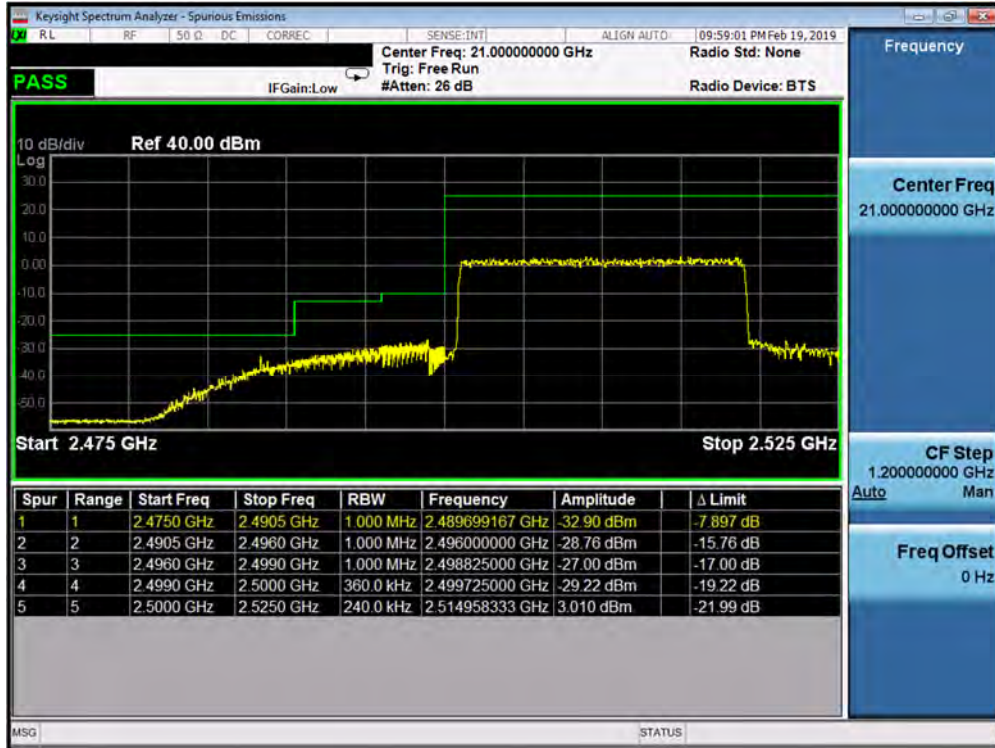 Keysight Spectrum Analyzer - Spurious Emissions
LXI RL RF 50 Ω DC CORREC SENSE:INT ALIGN AUTO 09:59:01 PM Feb 19, 2019
Center Freq: 21.000000000 GHz Radio Std: None
Trig: Free Run
PASS IFGain:Low #Atten: 26 dB Radio Device: BTS
10 dB/div Ref 40.00 dBm
Log
30.0
20.0
10.0
0.00
-10.0
-20.0
-30.0
-40.0
-50.0
Start 2.475 GHz Stop 2.525 GHz
Spur Range Start Freq Stop Freq RBW Frequency Amplitude Δ Limit
1 1 2.4750 GHz 2.4905 GHz 1.000 MHz 2.489699167 GHz -32.90 dBm -7.897 dB
2 2 2.4905 GHz 2.4960 GHz 1.000 MHz 2.496000000 GHz -28.76 dBm -15.76 dB
3 3 2.4960 GHz 2.4990 GHz 1.000 MHz 2.498825000 GHz -27.00 dBm -17.00 dB
4 4 2.4990 GHz 2.5000 GHz 360.0 kHz 2.499725000 GHz -29.22 dBm -19.22 dB
5 5 2.5000 GHz 2.5250 GHz 240.0 kHz 2.514958333 GHz 3.010 dBm -21.99 dB
MSG STATUS
Frequency
Center Freq
21.000000000 GHz
CF Step
1.200000000 GHz
Auto Man
Freq Offset
0 Hz